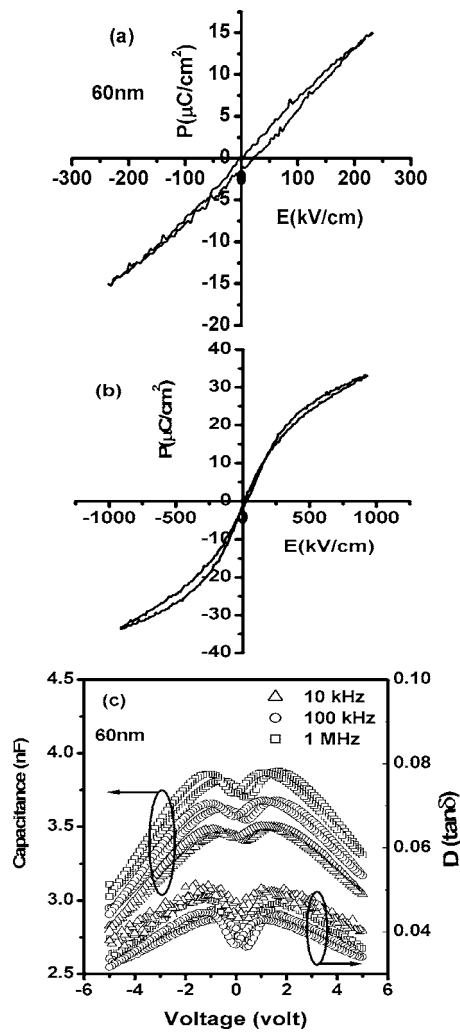 (a)
60nm
P(μC/cm²)
15
10
5
0
-5
-10
-15
-20
-300 -200 -100 0 100 200 300
E(kV/cm)
(b)
P(μC/cm²)
40
30
20
10
0
-10
-20
-30
-40
-1000 -500 0 500 1000
E(kV/cm)
(c)
60nm
△ 10 kHz
○ 100 kHz
□ 1 MHz
Capacitance (nF)
4.5
4.0
3.5
3.0
2.5
D (tanδ)
0.10
0.08
0.06
0.04
-6 -4 -2 0 2 4 6
Voltage (volt)